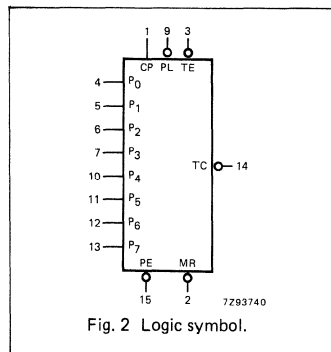 1 9 3
CP PL TE
4 P0
5 P1
6 P2
7 P3
TC 14
10 P4
11 P5
12 P6
13 P7
PE MR
15 2
7Z93740
Fig. 2 Logic symbol.